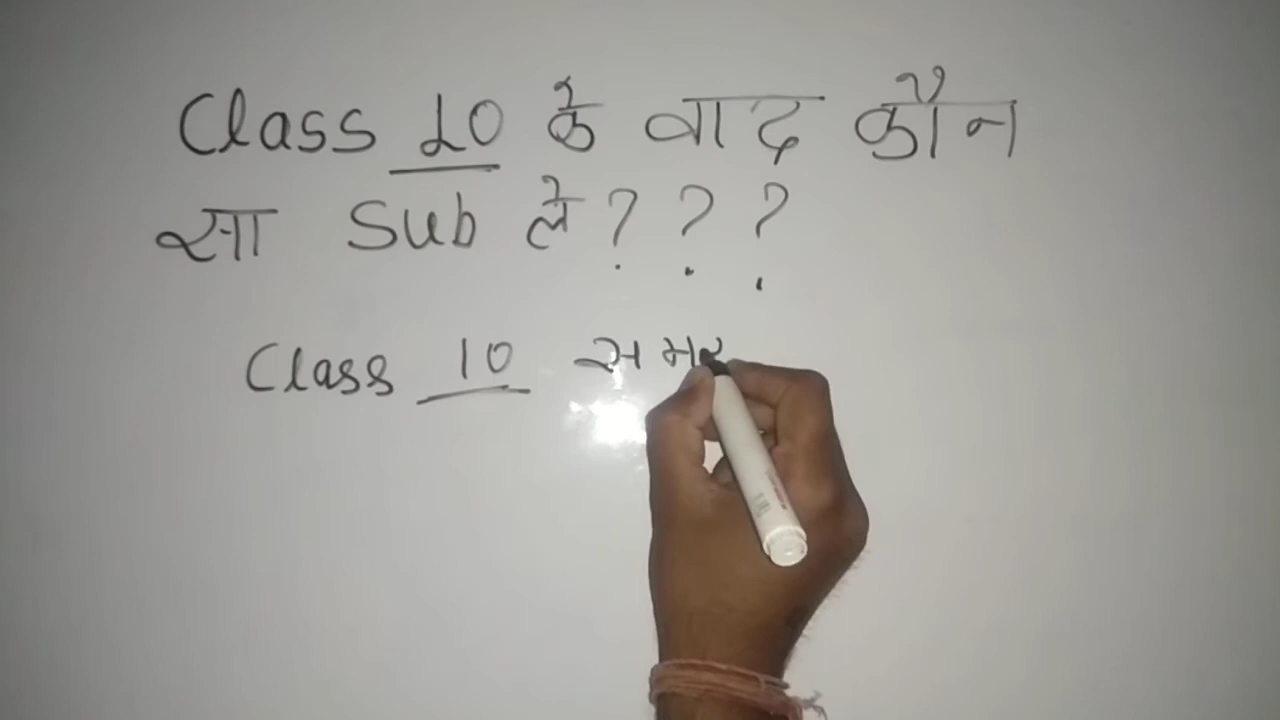 Class 10 के वाद कौन
सा Sub ले ? ? ?
Class 10